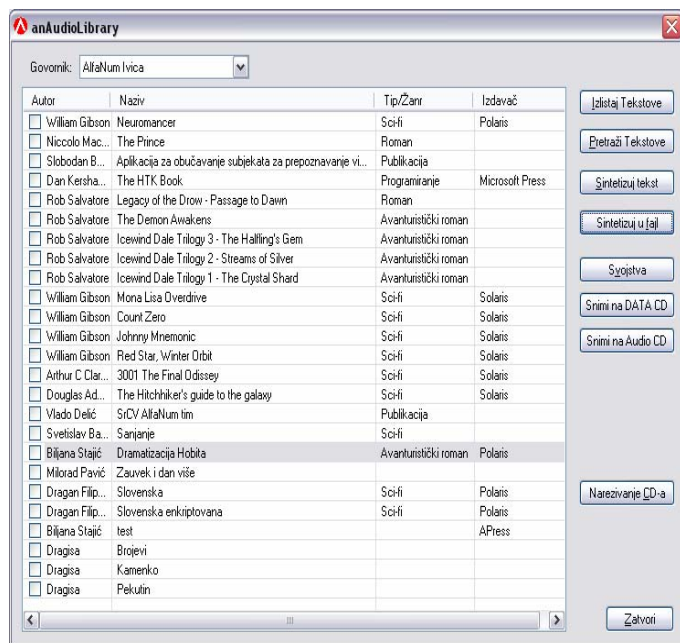 anAudioLibrary
Govornik: AlfaNum Ivica
Autor Naziv Tip/Žanr Izdavač
William Gibson Neuromancer Sci-fi Polaris
Niccolo Mac... The Prince Roman
Slobodan B... Aplikacija za obučavanje subjekata za prepoznavanje vi... Publikacija
Dan Kersha... The HTK Book Programiranje Microsoft Press
Rob Salvatore Legacy of the Drow - Passage to Dawn Roman
Rob Salvatore The Demon Awakens Avanturistički roman
Rob Salvatore Icewind Dale Trilogy 3 - The Halfling's Gem Avanturistički roman
Rob Salvatore Icewind Dale Trilogy 2 - Streams of Silver Avanturistički roman
Rob Salvatore Icewind Dale Trilogy 1 - The Crystal Shard Avanturistički roman
William Gibson Mona Lisa Overdrive Sci-fi Solaris
William Gibson Count Zero Sci-fi Solaris
William Gibson Johnny Mnemonic Sci-fi Solaris
William Gibson Red Star, Winter Orbit Sci-fi Solaris
Arthur C Clar... 3001 The Final Odissey Sci-fi Solaris
Douglas Ad... The Hitchhiker's guide to the galaxy Sci-fi Solaris
Vlado Delić SrCV AlfaNum tim Publikacija
Svetislav Ba... Sanjanje Sci-fi
Biljana Stajić Dramatizacija Hobita Avanturistički roman Polaris
Milorad Pavić Zauvek i dan više
Dragan Filip... Slovenska Sci-fi Polaris
Dragan Filip... Slovenska enkriptovana Sci-fi Polaris
Biljana Stajić test APress
Dragisa Brojevi
Dragisa Kamenko
Dragisa Pekutin
Izlistaj Tekstove
Pretraži Tekstove
Sintetizuj tekst
Sintetizuj u fajl
Svojstva
Snimi na DATA CD
Snimi na Audio CD
Narezivanje CD-a
Zatvori